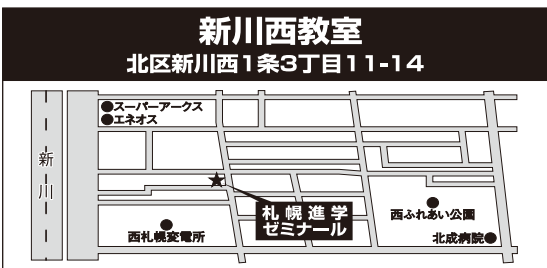 新川西教室
北区新川西1条3丁目11-14
●スーパーアークス
●エネオス
新川
★
札幌進学
ゼミナール
西ふれあい公園
西札幌変電所
北成病院●